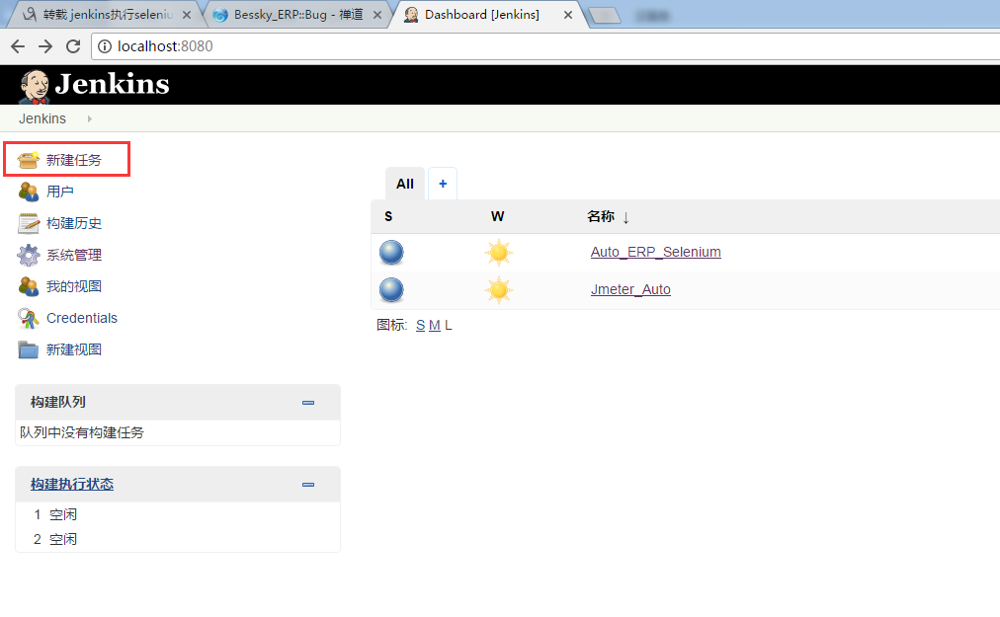 转载 jenkins执行seleniu
Bessky_ERP::Bug - 禅道
Dashboard [Jenkins]
localhost:8080
Jenkins
Jenkins
新建任务
用户
构建历史
系统管理
我的视图
Credentials
新建视图
All +
S W 名称 ↓
Auto_ERP_Selenium
Jmeter_Auto
图标: S M L
构建队列
队列中没有构建任务
构建执行状态
1 空闲
2 空闲